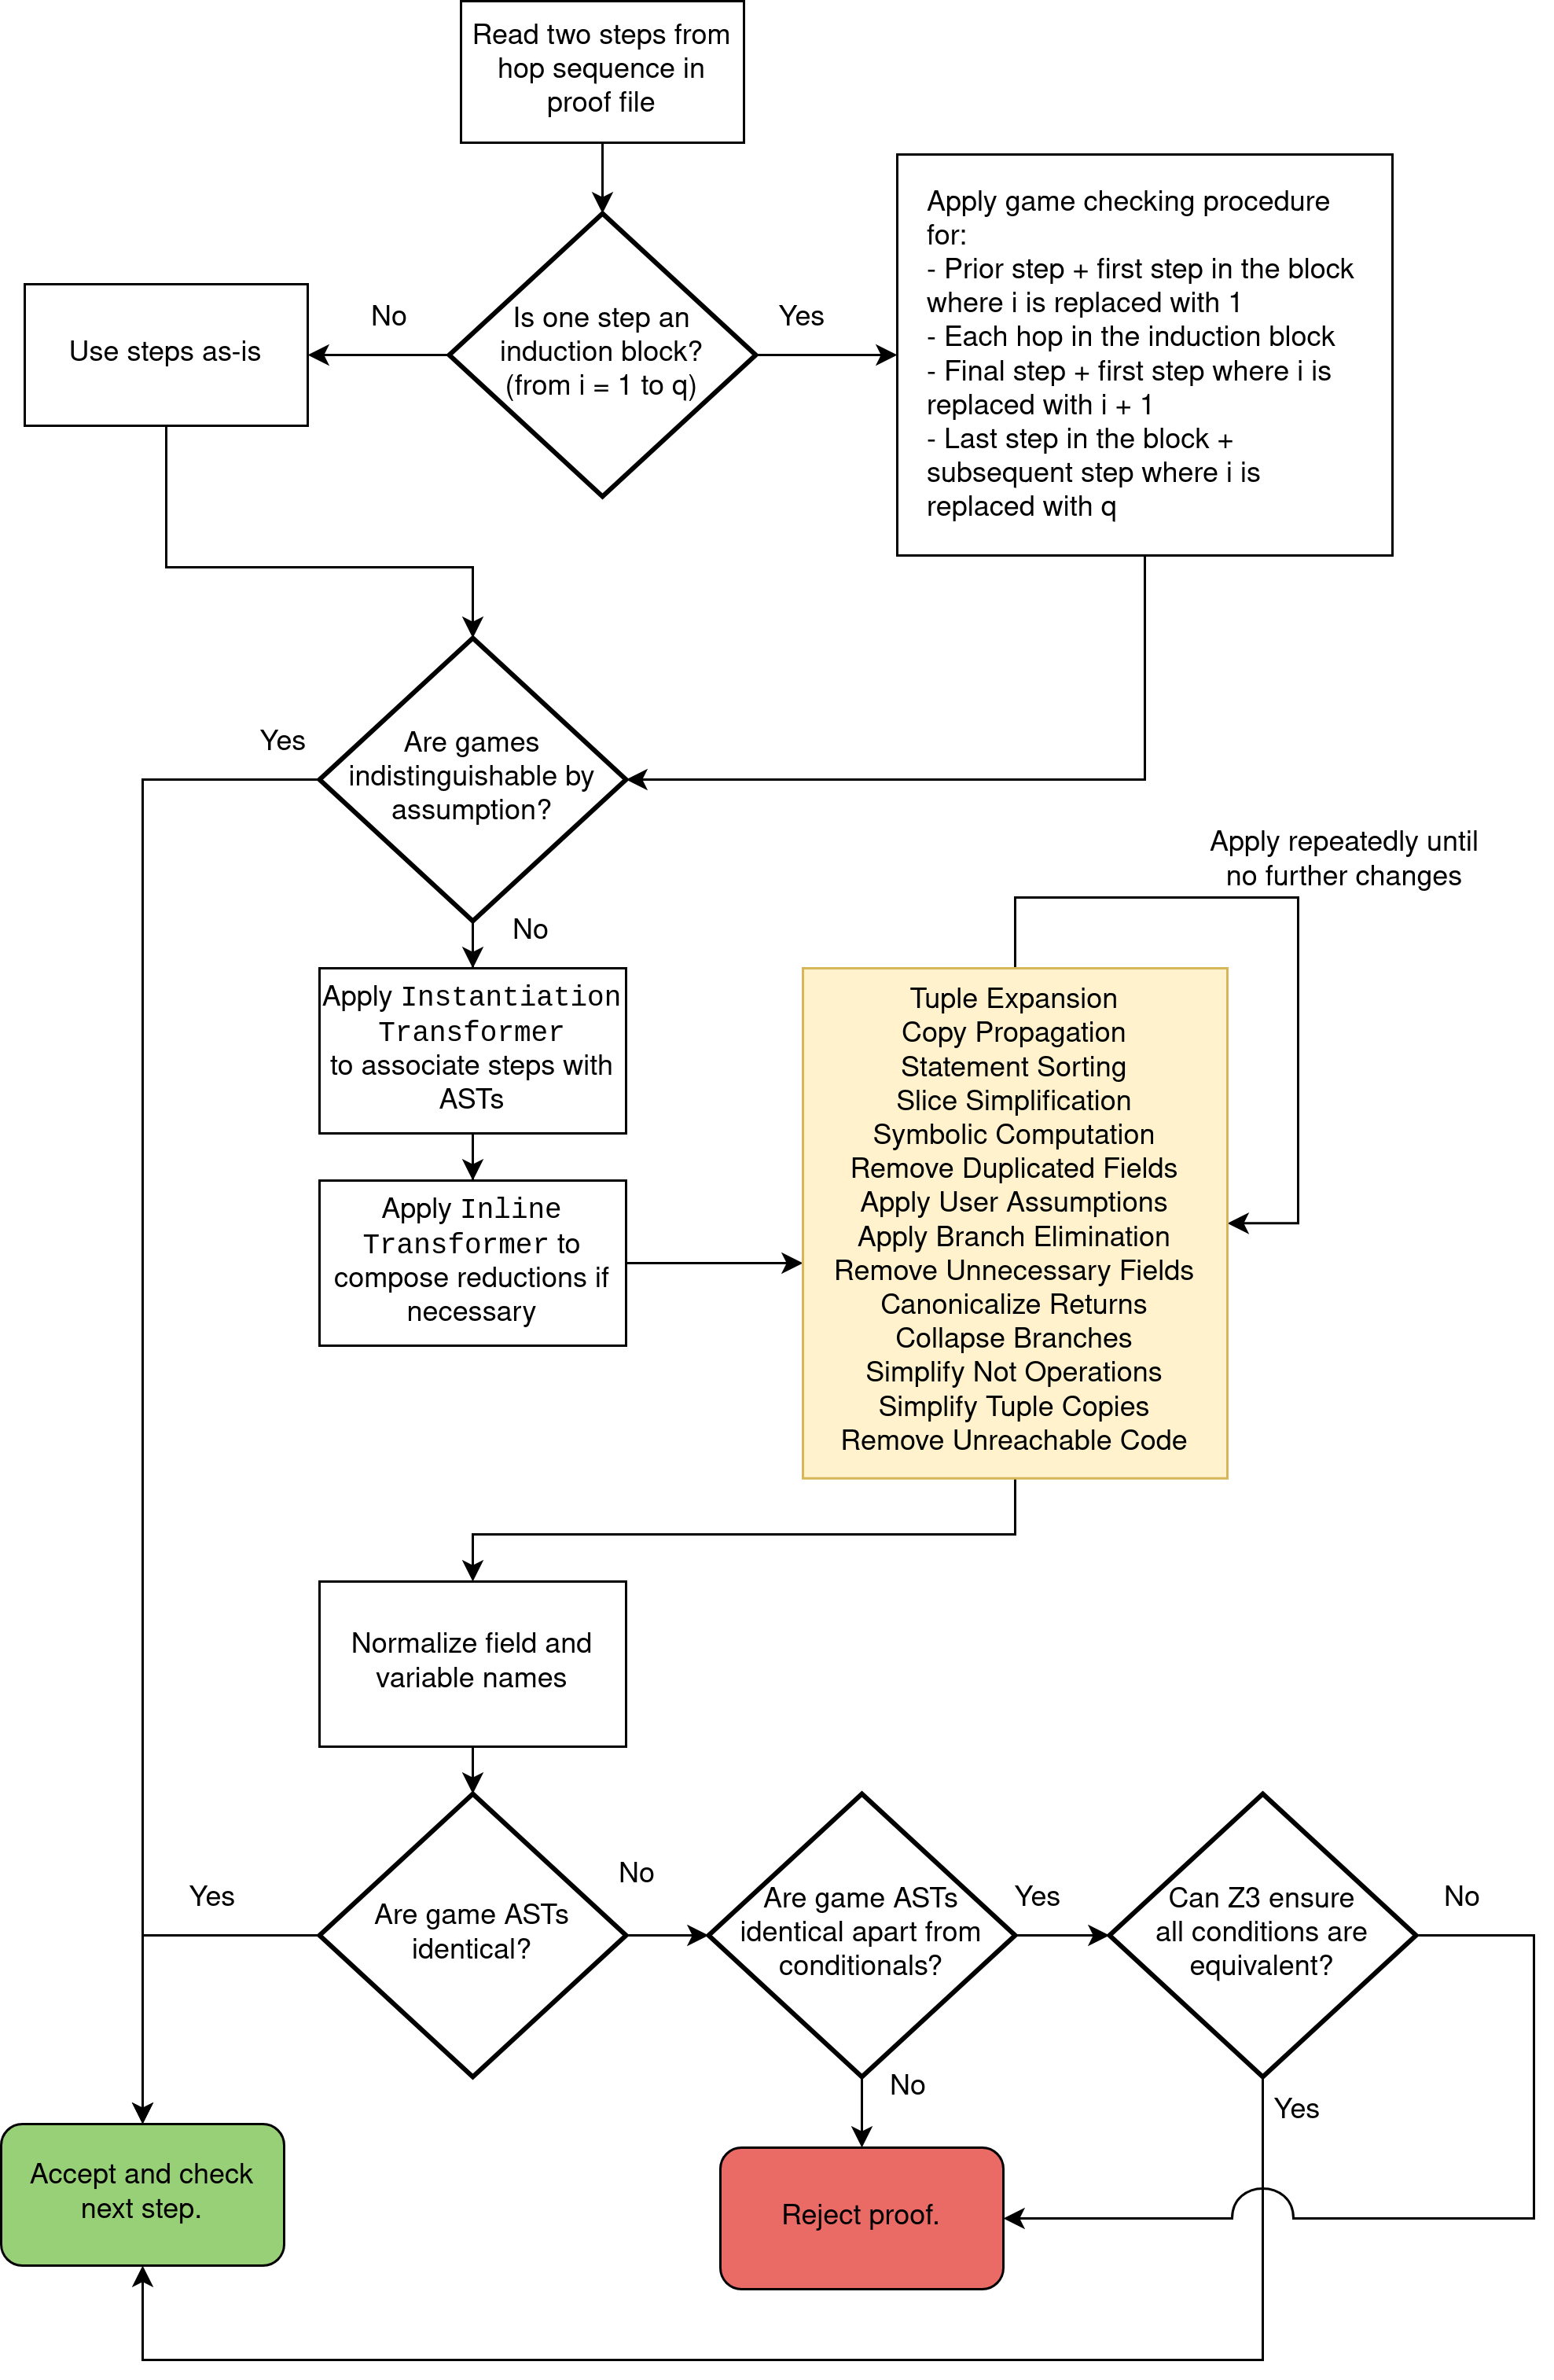 Read two steps from
hop sequence in
proof file
Is one step an
induction block?
(from i = 1 to q)
No
Yes
Use steps as-is
Apply game checking procedure
for:
- Prior step + first step in the block
where i is replaced with 1
- Each hop in the induction block
- Final step + first step where i is
replaced with i + 1
- Last step in the block +
subsequent step where i is
replaced with q
Are games
indistinguishable by
assumption?
Yes
No
Apply Instantiation
Transformer
to associate steps with
ASTs
Apply Inline
Transformer to
compose reductions if
necessary
Apply repeatedly until
no further changes
Tuple Expansion
Copy Propagation
Statement Sorting
Slice Simplification
Symbolic Computation
Remove Duplicated Fields
Apply User Assumptions
Apply Branch Elimination
Remove Unnecessary Fields
Canonicalize Returns
Collapse Branches
Simplify Not Operations
Simplify Tuple Copies
Remove Unreachable Code
Normalize field and
variable names
Are game ASTs
identical?
Yes
No
Are game ASTs
identical apart from
conditionals?
Yes
No
Can Z3 ensure
all conditions are
equivalent?
No
Yes
Accept and check
next step.
Reject proof.